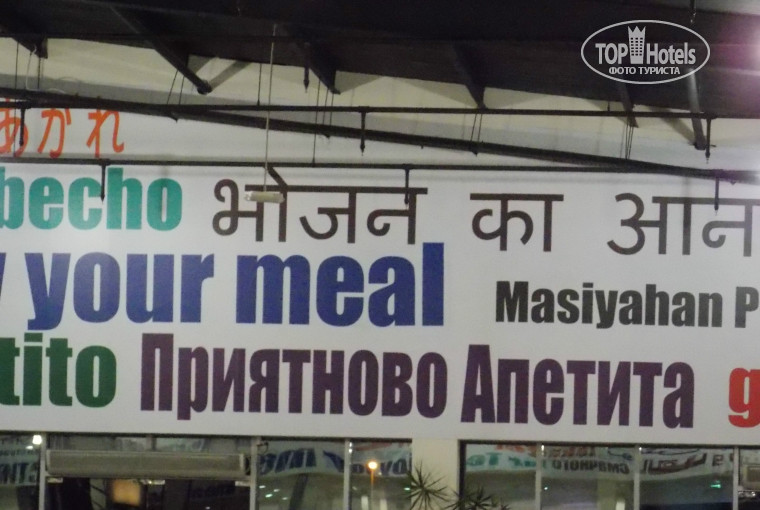 TOP Hotels
ФОТО ТУРИСТА
あがれ
becho भोजन का आन
your meal
Masiyahan P
tito Приятново Апетита g